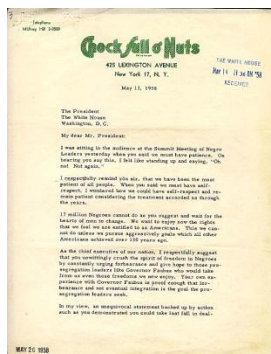 Telephone
MUrray Hill
Chock full o' Nuts
425 LEXINGTON AVENUE
New York 17, N. Y.
THE WHITE HOUSE
MAY 14 AM '58
RECEIVED
May 13, 1958
The President
The White House
Washington, D. C.
My dear Mr. President:
I was sitting in the audience at the Summit Meeting of Negro
Leaders yesterday when you said we must have patience. On
hearing you say this, I felt like standing up and saying, "Oh
no! Not again."
I respectfully remind you sir, that we have been the most
patient of all people. When you said we must have self-
respect, I wondered how we could have self-respect and re-
main patient considering the treatment accorded us through
the years.
17 million Negroes cannot do as you suggest and wait for the
hearts of men to change. We want to enjoy now the rights
that we feel we are entitled to as Americans. This we can-
not do unless we pursue aggressively goals which all other
Americans achieved over 150 years ago.
As the chief executive of our nation, I respectfully suggest
that you unwittingly crush the spirit of freedom in Negroes
by constantly urging forbearance and give hope to those pro-
segregation leaders like Governor Faubus who would take
from us even those freedoms we now enjoy. Your own ex-
perience with Governor Faubus is proof enough that for-
bearance and not eventual integration is the goal the pro-
segregation leaders seek.
In my view, an unequivocal statement backed up by action
such as you demonstrated you could take last fall in deal-
MAY 26 1958